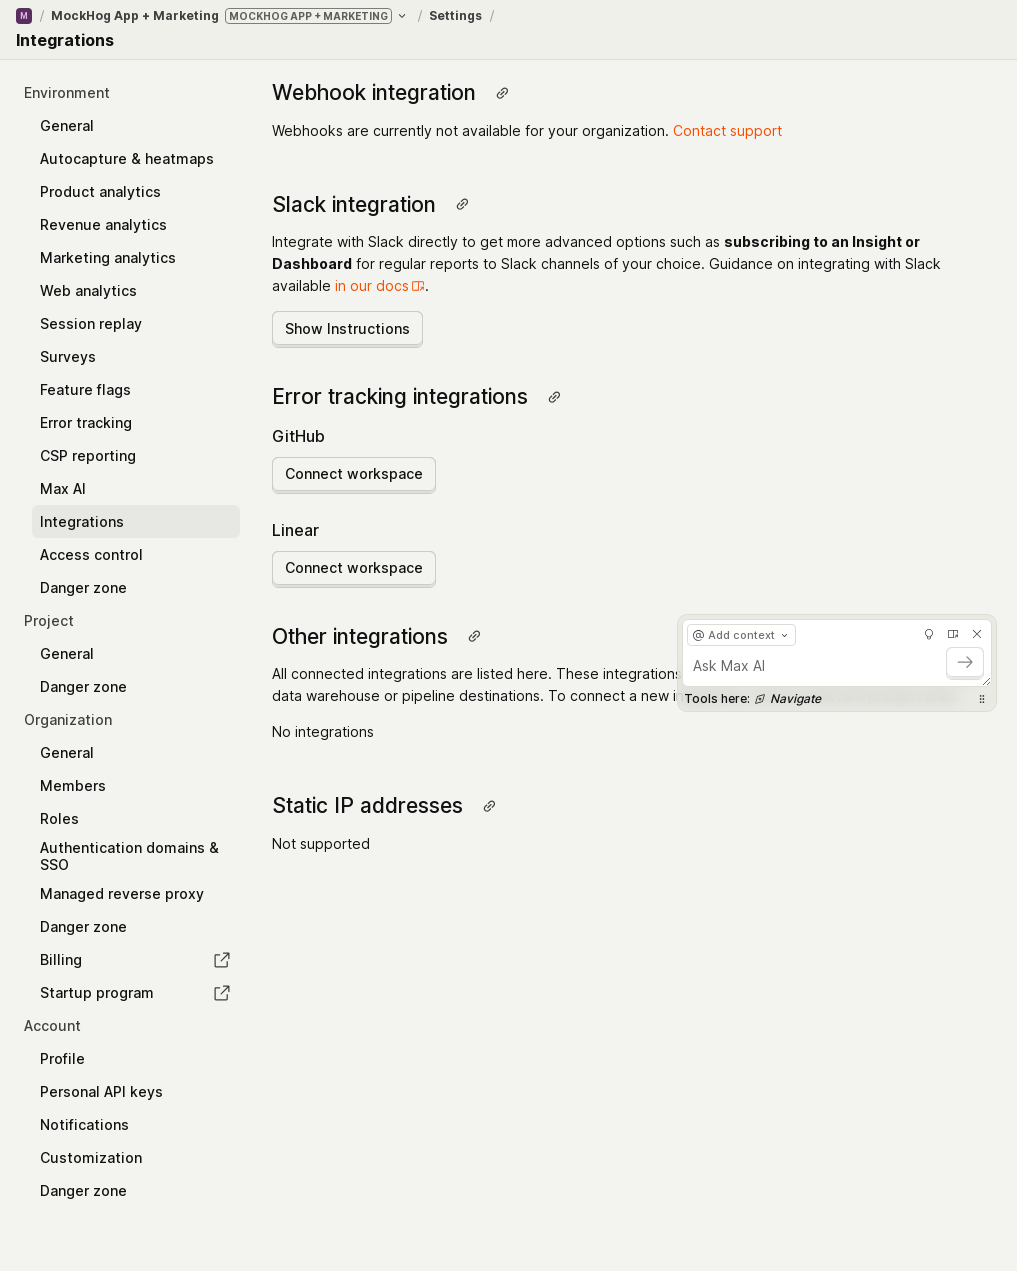 M / MockHog App + Marketing MOCKHOG APP + MARKETING / Settings /
Integrations
Environment
General
Autocapture & heatmaps
Product analytics
Revenue analytics
Marketing analytics
Web analytics
Session replay
Surveys
Feature flags
Error tracking
CSP reporting
Max AI
Integrations
Access control
Danger zone
Project
General
Danger zone
Organization
General
Members
Roles
Authentication domains &
SSO
Managed reverse proxy
Danger zone
Billing
Startup program
Account
Profile
Personal API keys
Notifications
Customization
Danger zone
Webhook integration
Webhooks are currently not available for your organization. Contact support
Slack integration
Integrate with Slack directly to get more advanced options such as subscribing to an Insight or
Dashboard for regular reports to Slack channels of your choice. Guidance on integrating with Slack
available in our docs.
Show Instructions
Error tracking integrations
GitHub
Connect workspace
Linear
Connect workspace
Other integrations
All connected integrations are listed here. These integrations
data warehouse or pipeline destinations. To connect a new
No integrations
Static IP addresses
Not supported
@ Add context
Ask Max AI
Tools here: Navigate